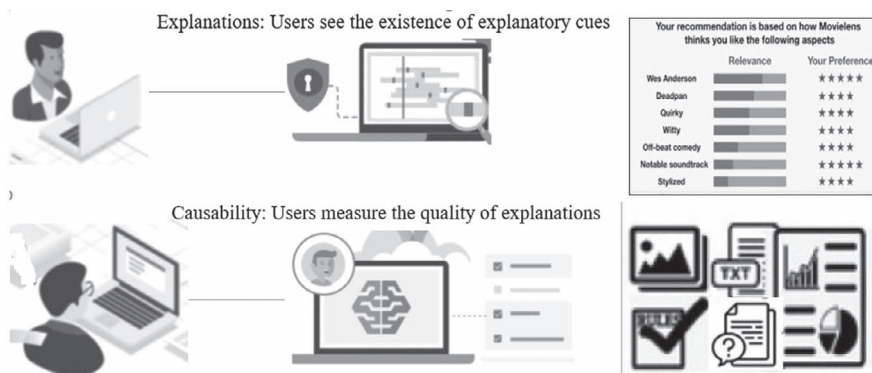 Explanations: Users see the existence of explanatory cues
Your recommendation is based on how Movielens
thinks you like the following aspects
Relevance Your Preference
Wes Anderson ★★★★★
Deadpan ★★★★
Quirky ★★★★
Witty ★★★★
Off-beat comedy ★★★★
Notable soundtrack ★★★★★
Stylized ★★★★
Causability: Users measure the quality of explanations
TXT
?